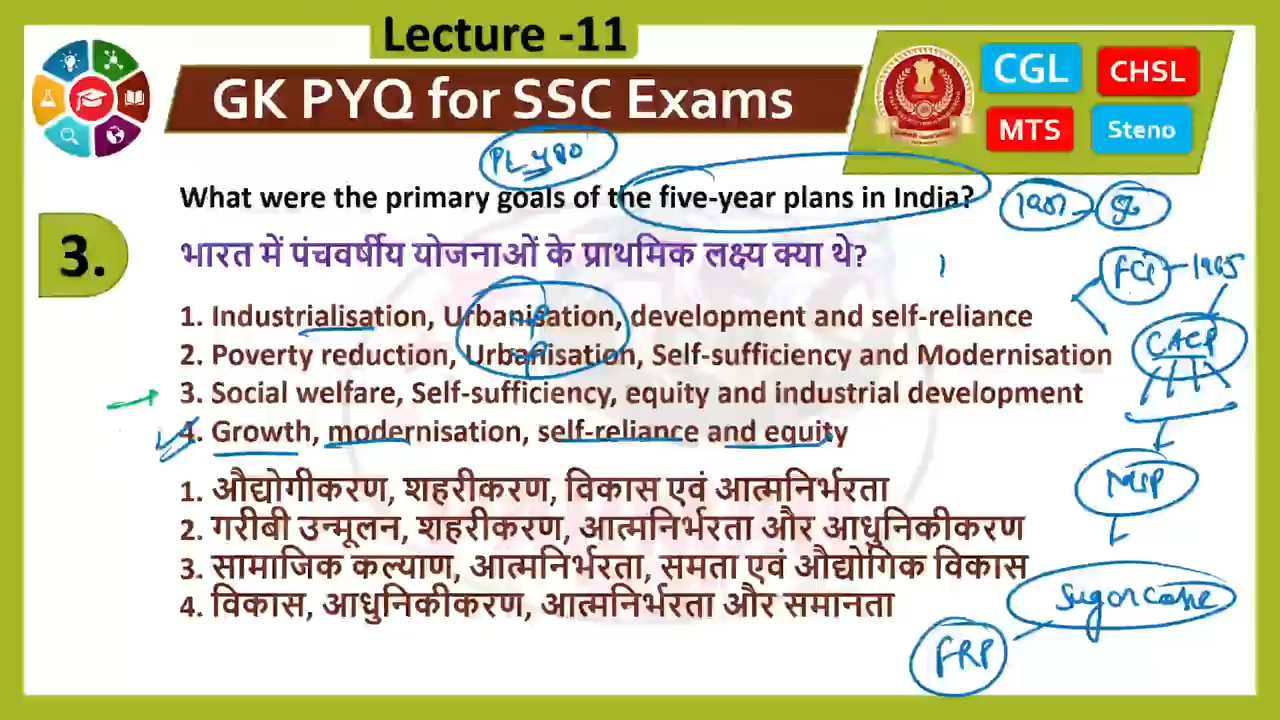 Lecture -11
GK PYQ for SSC Exams
CGL
CHSL
MTS
Steno
What were the primary goals of the five-year plans in India?
3.
भारत में पंचवर्षीय योजनाओं के प्राथमिक लक्ष्य क्या थे?
FCI - 1965
1. Industrialisation, Urbanisation, development and self-reliance
CACP
2. Poverty reduction, Urbanisation, Self-sufficiency and Modernisation
3. Social welfare, Self-sufficiency, equity and industrial development
4. Growth, modernisation, self-reliance and equity
MSP
1. औद्योगीकरण, शहरीकरण, विकास एवं आत्मनिर्भरता
2. गरीबी उन्मूलन, शहरीकरण, आत्मनिर्भरता और आधुनिकीकरण
3. सामाजिक कल्याण, आत्मनिर्भरता, समता एवं औद्योगिक विकास
4. विकास, आधुनिकीकरण, आत्मनिर्भरता और समानता
Sugarcane
FRP